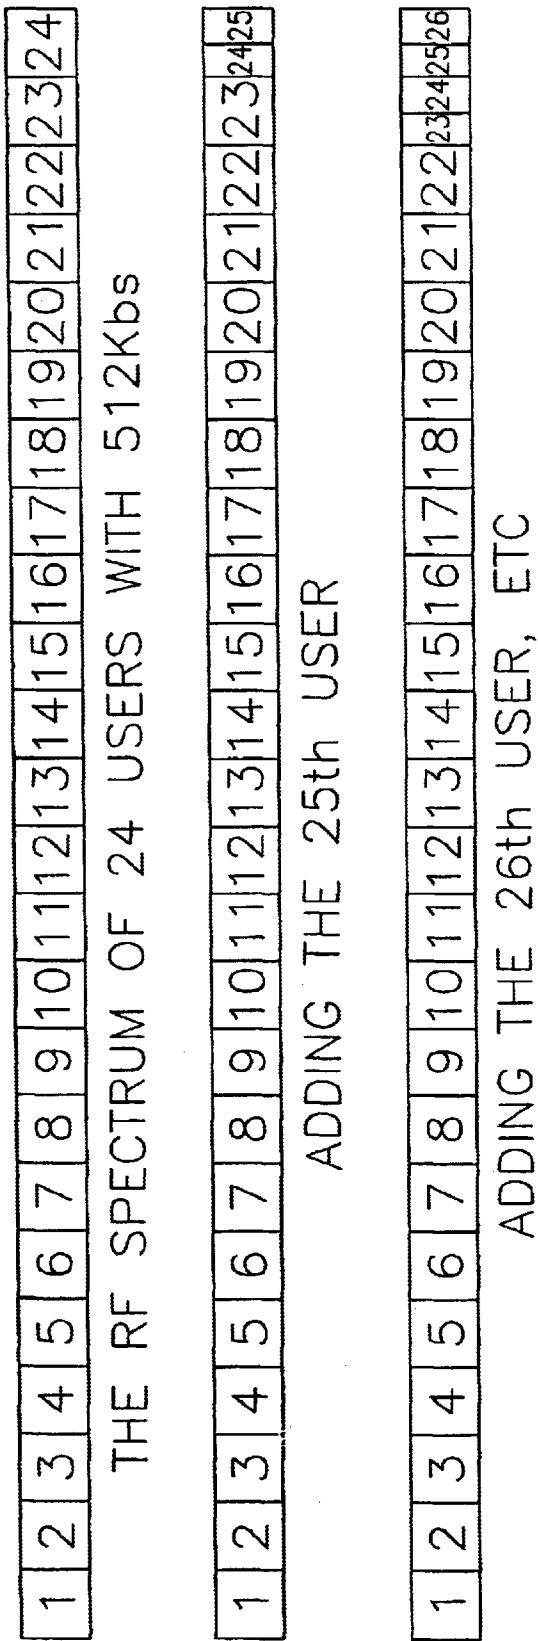 1 2 3 4 5 6 7 8 9 10 11 12 13 14 15 16 17 18 19 20 21 22 23 24
THE RF SPECTRUM OF 24 USERS WITH 512Kbs
1 2 3 4 5 6 7 8 9 10 11 12 13 14 15 16 17 18 19 20 21 22 23 24 25
ADDING THE 25th USER
1 2 3 4 5 6 7 8 9 10 11 12 13 14 15 16 17 18 19 20 21 22 23 24 25 26
ADDING THE 26th USER, ETC